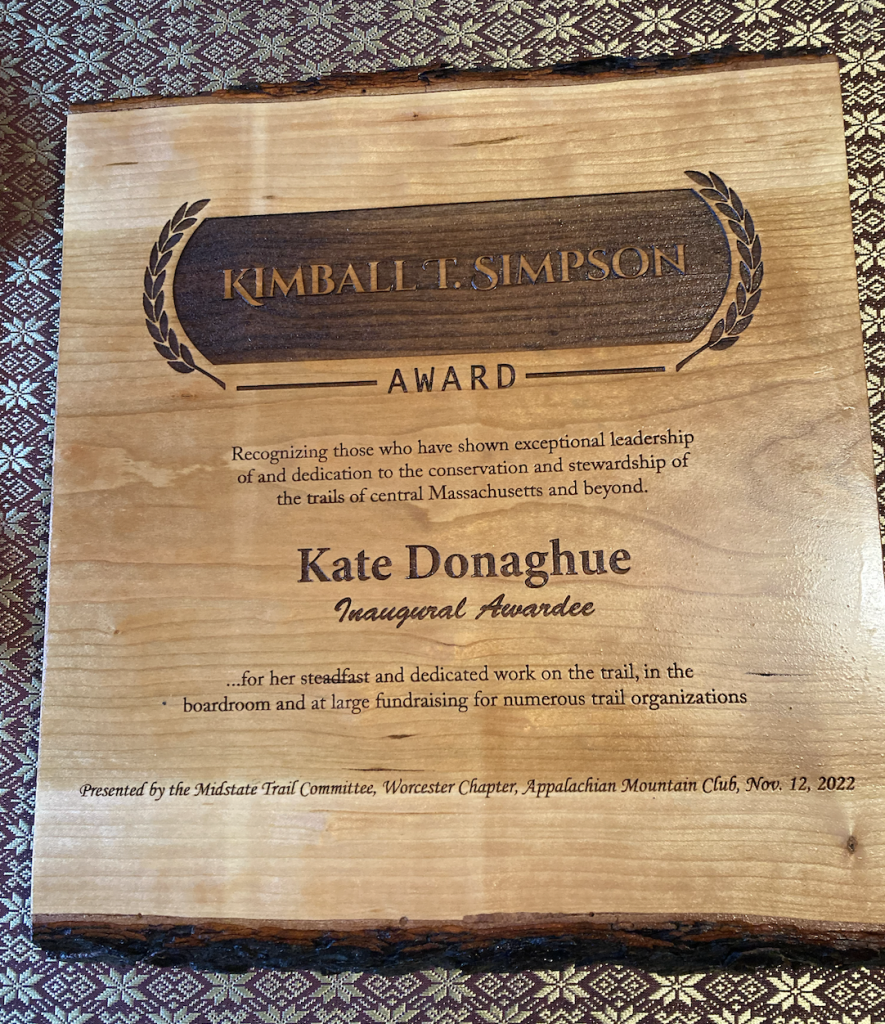 KIMBALL T. SIMPSON
AWARD
Recognizing those who have shown exceptional leadership
of and dedication to the conservation and stewardship of
the trails of central Massachusetts and beyond.
Kate Donaghue
Inaugural Awardee
...for her steadfast and dedicated work on the trail, in the
boardroom and at large fundraising for numerous trail organizations
Presented by the Midstate Trail Committee, Worcester Chapter, Appalachian Mountain Club, Nov. 12, 2022